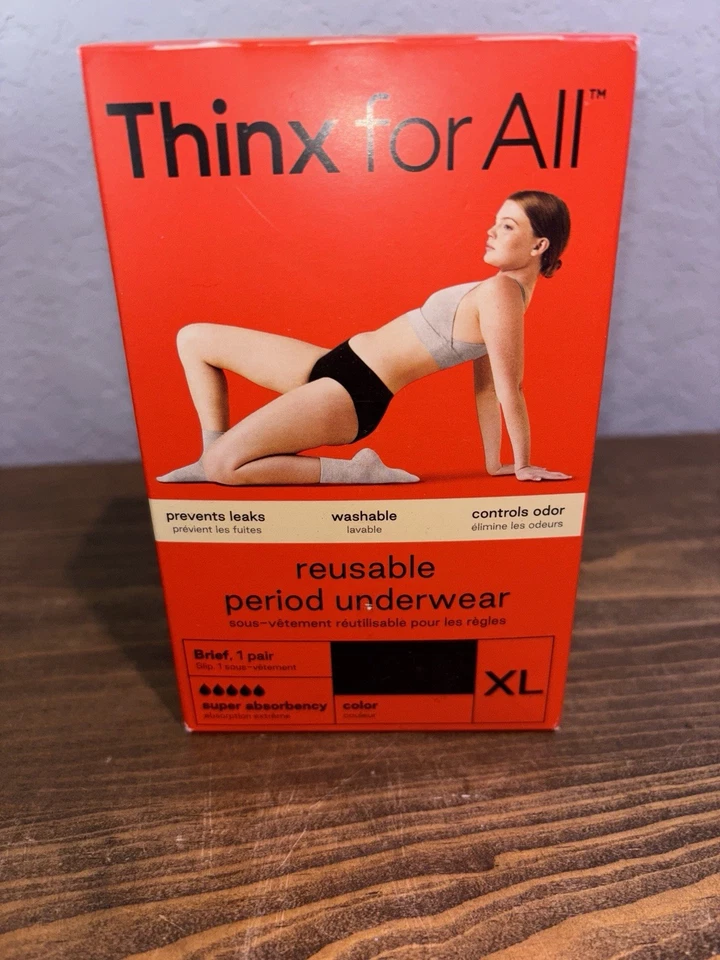 Thinx for All™
prevents leaks
prévient les fuites
washable
lavable
controls odor
élimine les odeurs
reusable
period underwear
sous-vêtement réutilisable pour les règles
Brief, 1 pair
Slip, 1 sous-vêtement
super absorbency
absorption extrême
color
couleur
XL